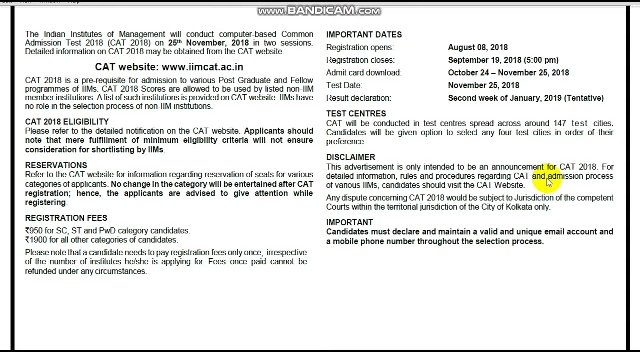 www.BANDICAM.com
The Indian Institutes of Management will conduct computer-based Common
Admission Test 2018 (CAT 2018) on 25th November, 2018 in two sessions.
Detailed information on CAT 2018 may be obtained from the CAT website.
CAT website: www.iimcat.ac.in
CAT 2018 is a pre-requisite for admission to various Post Graduate and Fellow
programmes of IIMs. CAT 2018 Scores are allowed to be used by listed non-IIM
member institutions. A list of such institutions is provided on CAT website. IIMs have
no role in the selection process of non IIM institutions.
CAT 2018 ELIGIBILITY
Please refer to the detailed notification on the CAT website. Applicants should
note that mere fulfillment of minimum eligibility criteria will not ensure
consideration for shortlisting by IIMs.
RESERVATIONS
Refer to the CAT website for information regarding reservation of seats for various
categories of applicants. No change in the category will be entertained after CAT
registration; hence, the applicants are advised to give attention while
registering.
REGISTRATION FEES
₹950 for SC, ST and PwD category candidates.
₹1900 for all other categories of candidates.
Please note that a candidate needs to pay registration fees only once, irrespective
of the number of institutes he/she is applying for. Fees once paid cannot be
refunded under any circumstances.
IMPORTANT DATES
Registration opens: August 08, 2018
Registration closes: September 19, 2018 (5:00 pm)
Admit card download: October 24 – November 25, 2018
Test Date: November 25, 2018
Result declaration: Second week of January, 2019 (Tentative)
TEST CENTRES
CAT will be conducted in test centres spread across around 147 test cities.
Candidates will be given option to select any four test cities in order of their
preference
DISCLAIMER
This advertisement is only intended to be an announcement for CAT 2018. For
detailed information, rules and procedures regarding CAT and admission process
of various IIMs, candidates should visit the CAT Website.
Any dispute concerning CAT 2018 would be subject to Jurisdiction of the competent
Courts within the territorial jurisdiction of the City of Kolkata only.
IMPORTANT
Candidates must declare and maintain a valid and unique email account and
a mobile phone number throughout the selection process.